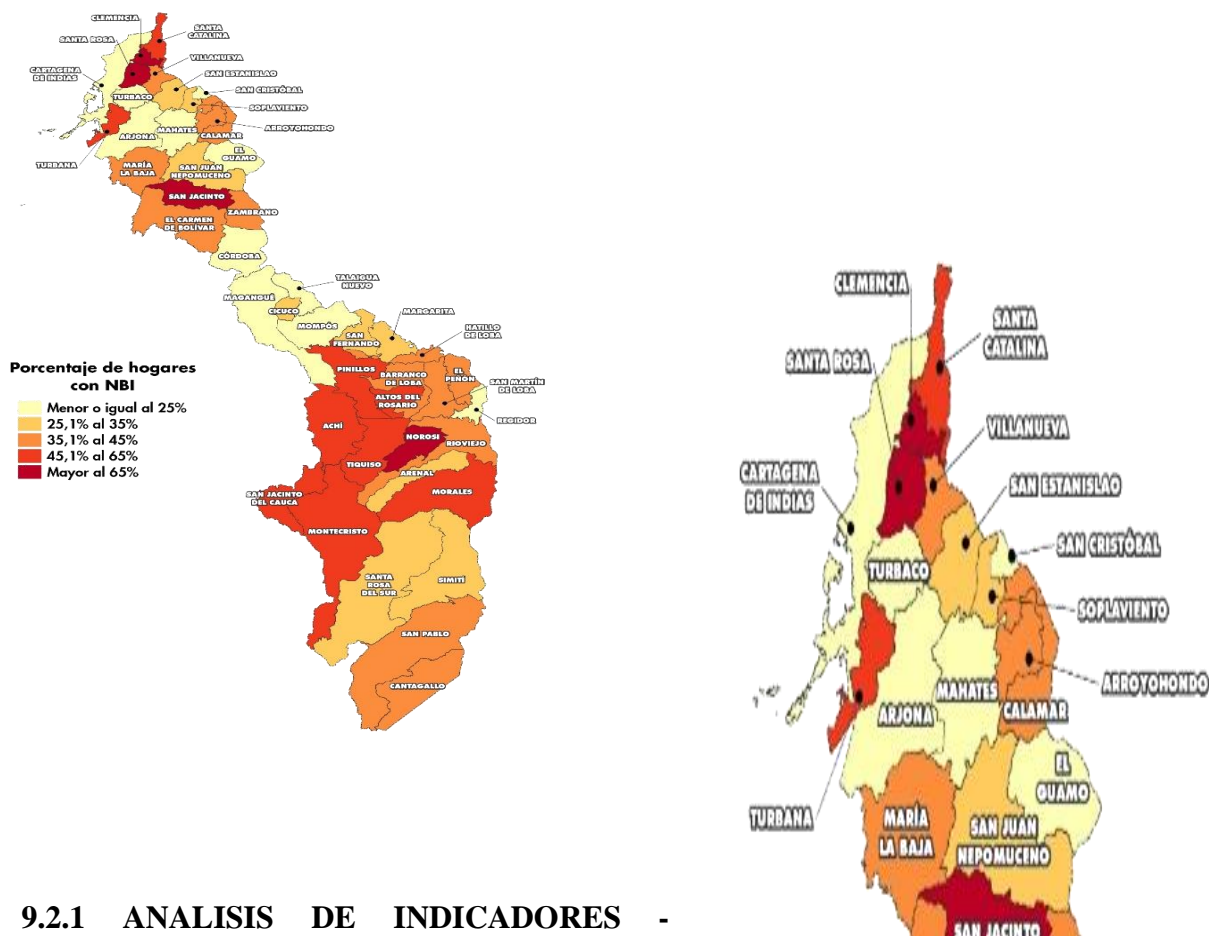 CLEMENCIA
SANTA
CATALINA
SANTA ROSA
VILLANUEVA
CARTAGENA
DE INDIAS
SAN ESTANISLAO
SAN CRISTÓBAL
TURBACO
SOPLAVIENTO
MAHATES
ARROYOHONDO
ARJONA
CALAMAR
EL
GUAMO
TURBANA
MARÍA
LA BAJA
SAN JUAN
NEPOMUCENO
SAN JACINTO
ZAMBRANO
EL CARMEN
DE BOLÍVAR
CÓRDOBA
TALAIGUA
NUEVO
MAGANGUÉ
CICUCO
MARGARITA
MOMPÓS
SAN
FERNANDO
HATILLO
DE LOBA
PINILLOS
BARRANCO
DE LOBA
EL
PEÑÓN
SAN MARTÍN
DE LOBA
ALTOS DEL
ROSARIO
REGIDOR
ACHÍ
NOROSI
RIOVIEJO
TIQUISO
ARENAL
MORALES
SAN JACINTO
DEL CAUCA
MONTECRISTO
SANTA
ROSA
DEL SUR
SIMITÍ
SAN PABLO
CANTAGALLO
Porcentaje de hogares
con NBI
Menor o igual al 25%
25,1% al 35%
35,1% al 45%
45,1% al 65%
Mayor al 65%
9.2.1 ANALISIS DE INDICADORES -
CLEMENCIA
SANTA
CATALINA
SANTA ROSA
VILLANUEVA
CARTAGENA
DE INDIAS
SAN ESTANISLAO
SAN CRISTÓBAL
TURBACO
SOPLAVIENTO
ARROYOHONDO
MAHATES
ARJONA
CALAMAR
EL
GUAMO
TURBANA
MARÍA
LA BAJA
SAN JUAN
NEPOMUCENO
SAN JACINTO